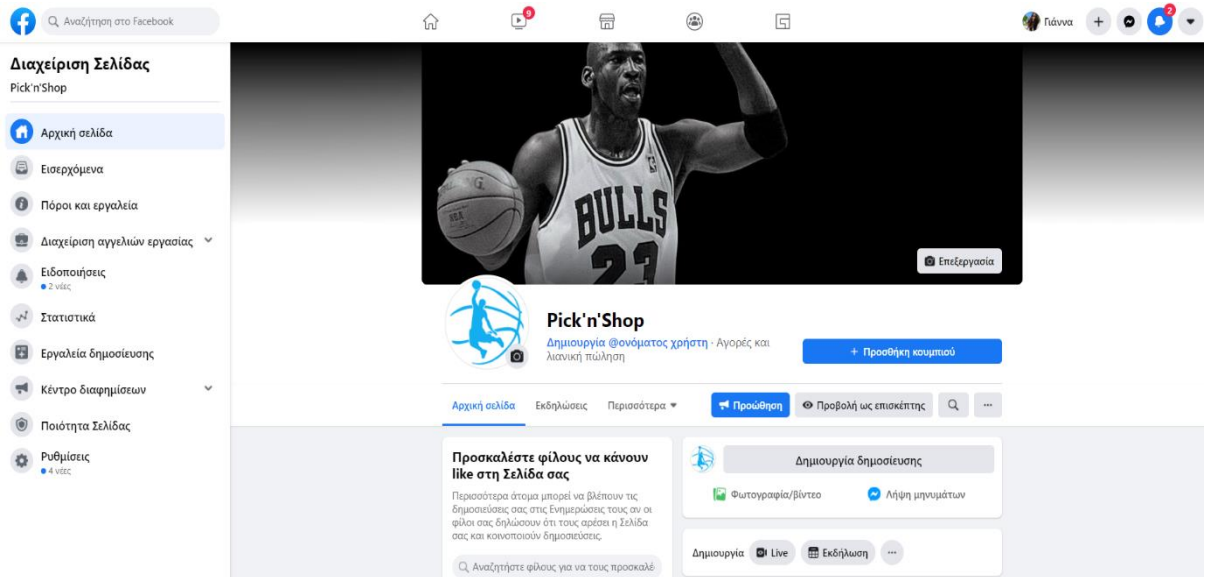 Αναζήτηση στο Facebook
9
Γιάννα
2
Διαχείριση Σελίδας
Pick'n'Shop
Αρχική σελίδα
Εισερχόμενα
Πόροι και εργαλεία
Διαχείριση αγγελιών εργασίας
Ειδοποιήσεις
2 νέες
Στατιστικά
Εργαλεία δημοσίευσης
Κέντρο διαφημίσεων
Ποιότητα Σελίδας
Ρυθμίσεις
4 νέες
BULLS
23
Επεξεργασία
Pick'n'Shop
Δημιουργία @ονόματος χρήστη · Αγορές και
λιανική πώληση
+ Προσθήκη κουμπιού
Αρχική σελίδα Εκδηλώσεις Περισσότερα
Προώθηση Προβολή ως επισκέπτης ...
Προσκαλέστε φίλους να κάνουν
like στη Σελίδα σας
Περισσότερα άτομα μπορεί να βλέπουν τις
δημοσιεύσεις σας στις Ενημερώσεις τους αν οι
φίλοι σας δηλώσουν ότι τους αρέσει η Σελίδα
σας και κοινοποιούν δημοσιεύσεις.
Αναζητήστε φίλους για να τους προσκαλέ
Δημιουργία δημοσίευσης
Φωτογραφία/βίντεο Λήψη μηνυμάτων
Δημιουργία Live Εκδήλωση ...